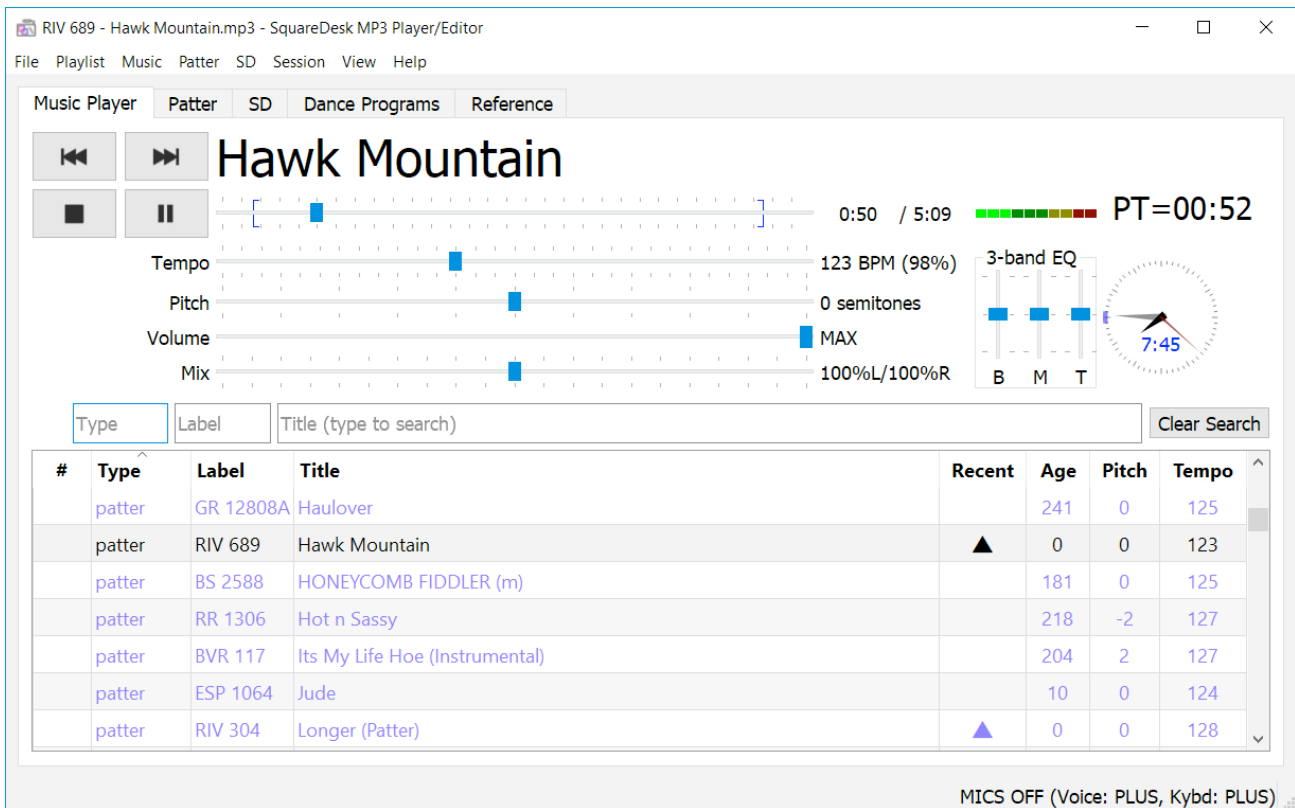 RIV 689 - Hawk Mountain.mp3 - SquareDesk MP3 Player/Editor
File Playlist Music Patter SD Session View Help
Music Player Patter SD Dance Programs Reference
Hawk Mountain
0:50 / 5:09 PT=00:52
Tempo 123 BPM (98%) 3-band EQ
Pitch 0 semitones
Volume MAX 7:45
Mix 100%L/100%R B M T
Type Label Title (type to search) Clear Search
# Type Label Title Recent Age Pitch Tempo
patter GR 12808A Haulover 241 0 125
patter RIV 689 Hawk Mountain ▲ 0 0 123
patter BS 2588 HONEYCOMB FIDDLER (m) 181 0 125
patter RR 1306 Hot n Sassy 218 -2 127
patter BVR 117 Its My Life Hoe (Instrumental) 204 2 127
patter ESP 1064 Jude 10 0 124
patter RIV 304 Longer (Patter) ▲ 0 0 128
MICS OFF (Voice: PLUS, Kybd: PLUS)